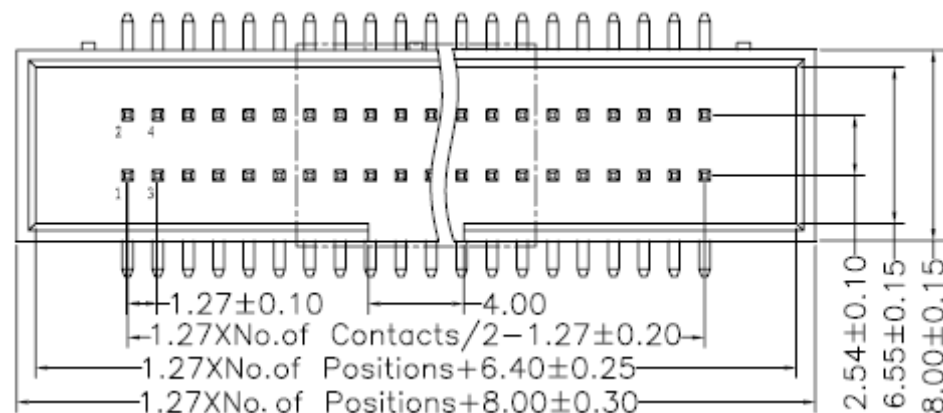 2 4
1 3
1.27±0.10
4.00
1.27XNo.of Contacts/2-1.27±0.20
1.27XNo.of Positions+6.40±0.25
1.27XNo.of Positions+8.00±0.30
2.54±0.10
6.55±0.15
8.00±0.15